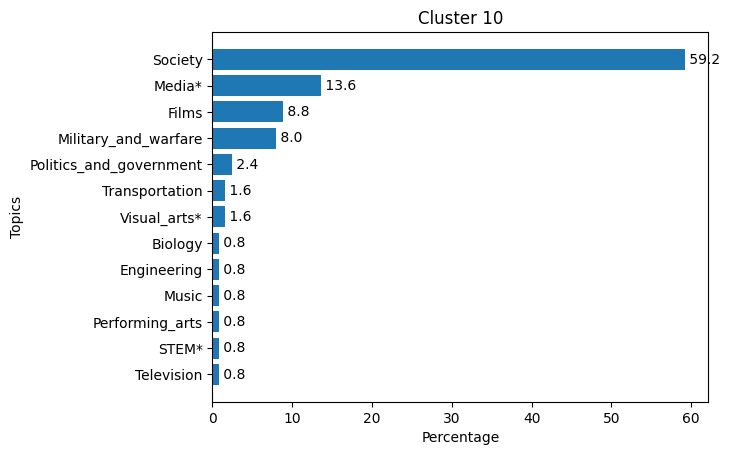 Cluster 10
Society 59.2
Media* 13.6
Films 8.8
Military_and_warfare 8.0
Politics_and_government 2.4
Transportation 1.6
Visual_arts* 1.6
Biology 0.8
Engineering 0.8
Music 0.8
Performing_arts 0.8
STEM* 0.8
Television 0.8
Topics
0 10 20 30 40 50 60
Percentage